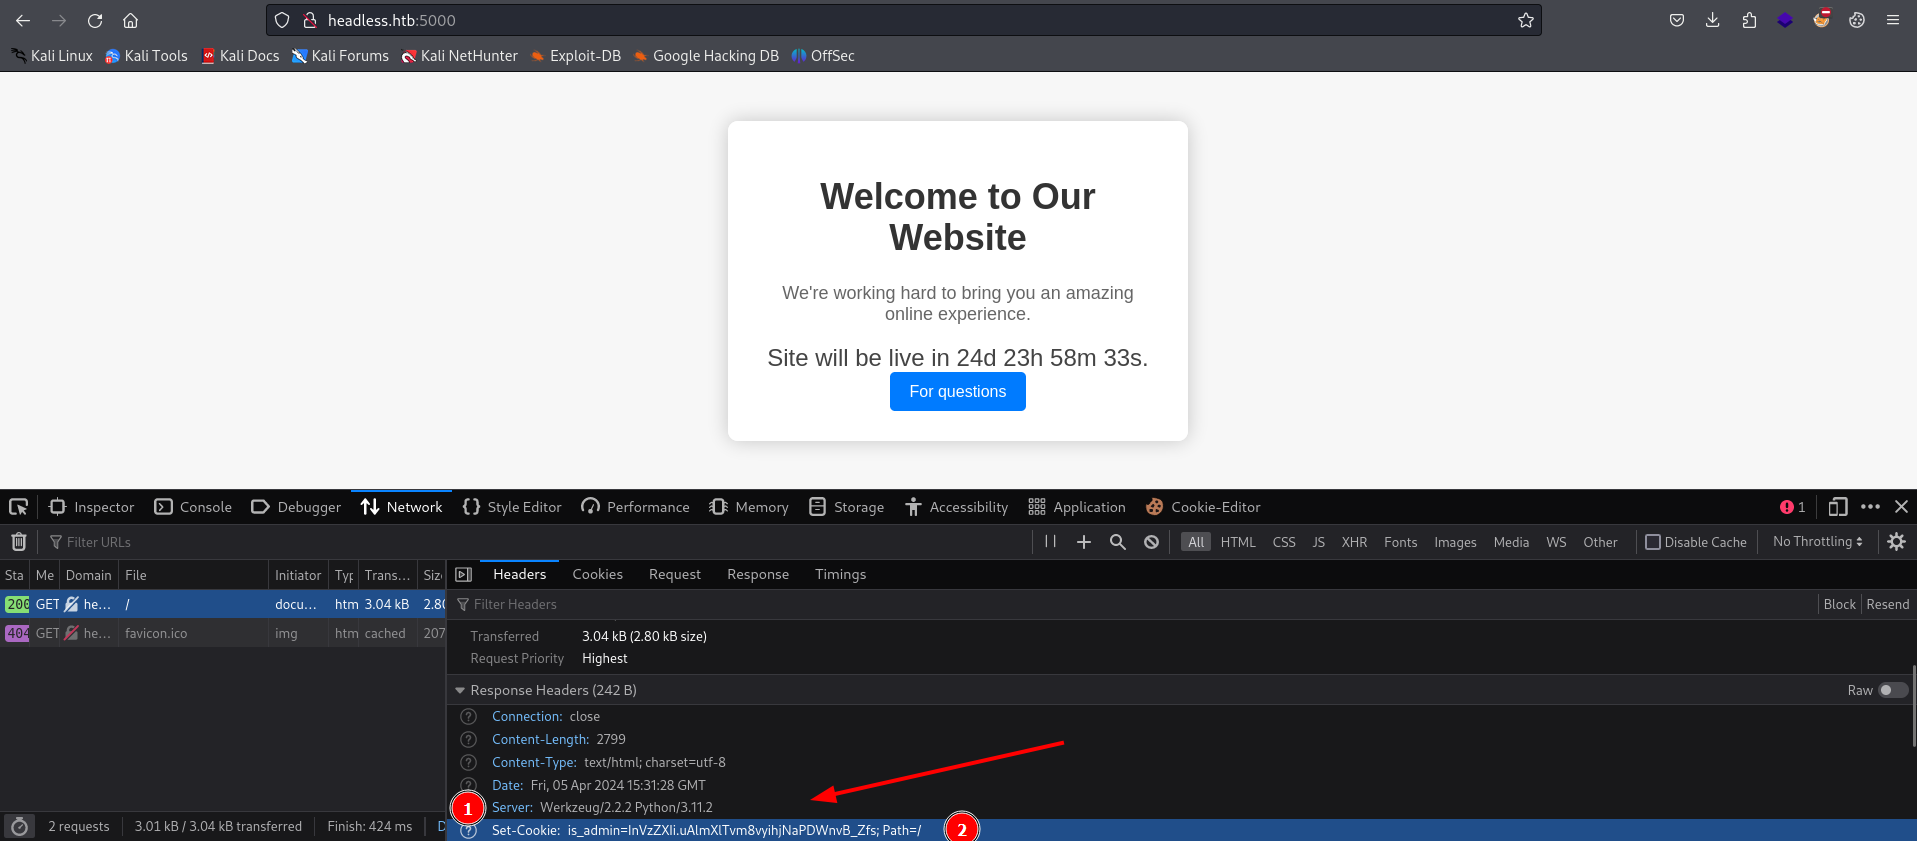 headless.htb:5000
Kali Linux Kali Tools Kali Docs Kali Forums Kali NetHunter Exploit-DB Google Hacking DB OffSec
Welcome to Our
Website
We're working hard to bring you an amazing
online experience.
Site will be live in 24d 23h 58m 33s.
For questions
Inspector Console Debugger Network Style Editor Performance Memory Storage Accessibility Application Cookie-Editor 1
Filter URLs All HTML CSS JS XHR Fonts Images Media WS Other Disable Cache No Throttling
Sta Me Domain File Initiator Typ Trans... Siz Headers Cookies Request Response Timings
200 GET he... / docu... htm 3.04 kB 2.80
Filter Headers Block Resend
404 GET he... favicon.ico img htm cached 207
Transferred 3.04 kB (2.80 kB size)
Request Priority Highest
Response Headers (242 B) Raw
Connection: close
Content-Length: 2799
Content-Type: text/html; charset=utf-8
Date: Fri, 05 Apr 2024 15:31:28 GMT
1 Server: Werkzeug/2.2.2 Python/3.11.2
Set-Cookie: is_admin=InVzZXIi.uAlmXlTvm8vyihjNaPDWnvB_Zfs; Path=/ 2
2 requests 3.01 kB / 3.04 kB transferred Finish: 424 ms